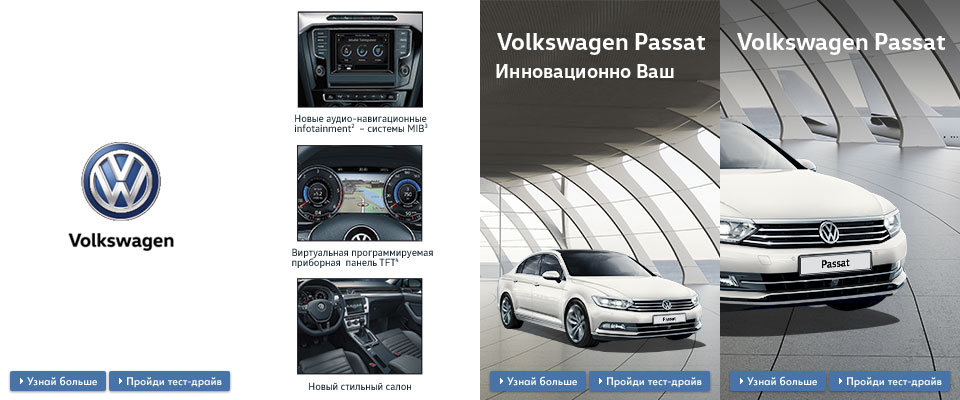 Volkswagen
Узнай больше
Пройди тест-драйв
Новые аудио-навигационные
infotainment² – системы MIB³
Виртуальная программируемая
приборная панель TFT⁴
Новый стильный салон
Volkswagen Passat
Инновационно Ваш
Passat
Узнай больше
Пройди тест-драйв
Volkswagen Passat
Passat
Узнай больше
Пройди тест-драйв